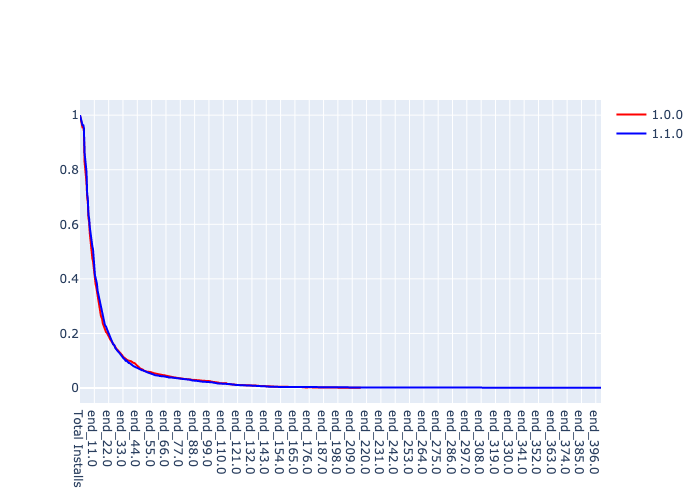 1.0.0
1.1.0
1
0.8
0.6
0.4
0.2
0
Total Installs
end_11.0
end_22.0
end_33.0
end_44.0
end_55.0
end_66.0
end_77.0
end_88.0
end_99.0
end_110.0
end_121.0
end_132.0
end_143.0
end_154.0
end_165.0
end_176.0
end_187.0
end_198.0
end_209.0
end_220.0
end_231.0
end_242.0
end_253.0
end_264.0
end_275.0
end_286.0
end_297.0
end_308.0
end_319.0
end_330.0
end_341.0
end_352.0
end_363.0
end_374.0
end_385.0
end_396.0